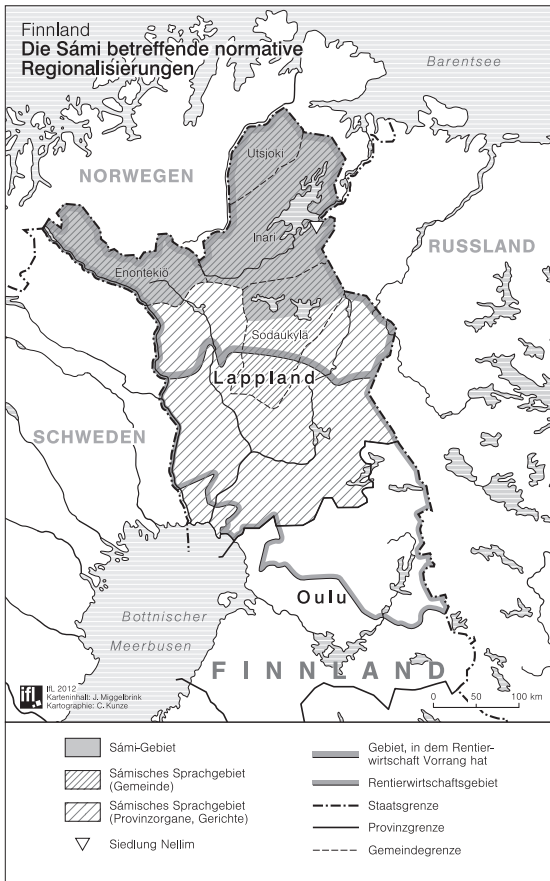 Finnland
Die Sámi betreffende normative
Regionalisierungen
Barentsee
Utsjoki
NORWEGEN
Inari
RUSSLAND
Enontekiö
Sodaukylä
Lappland
SCHWEDEN
Oulu
Bottnischer
Meerbusen
FINNLAND
ifl
IfL 2012
Karteninhalt: J. Miggelbrink
Kartographie: C. Kunze
0 50 100 km
Sámi-Gebiet
Sámisches Sprachgebiet
(Gemeinde)
Sámisches Sprachgebiet
(Provinzorgane, Gerichte)
Siedlung Nellim
Gebiet, in dem Rentier-
wirtschaft Vorrang hat
Rentierwirtschaftsgebiet
Staatsgrenze
Provinzgrenze
Gemeindegrenze